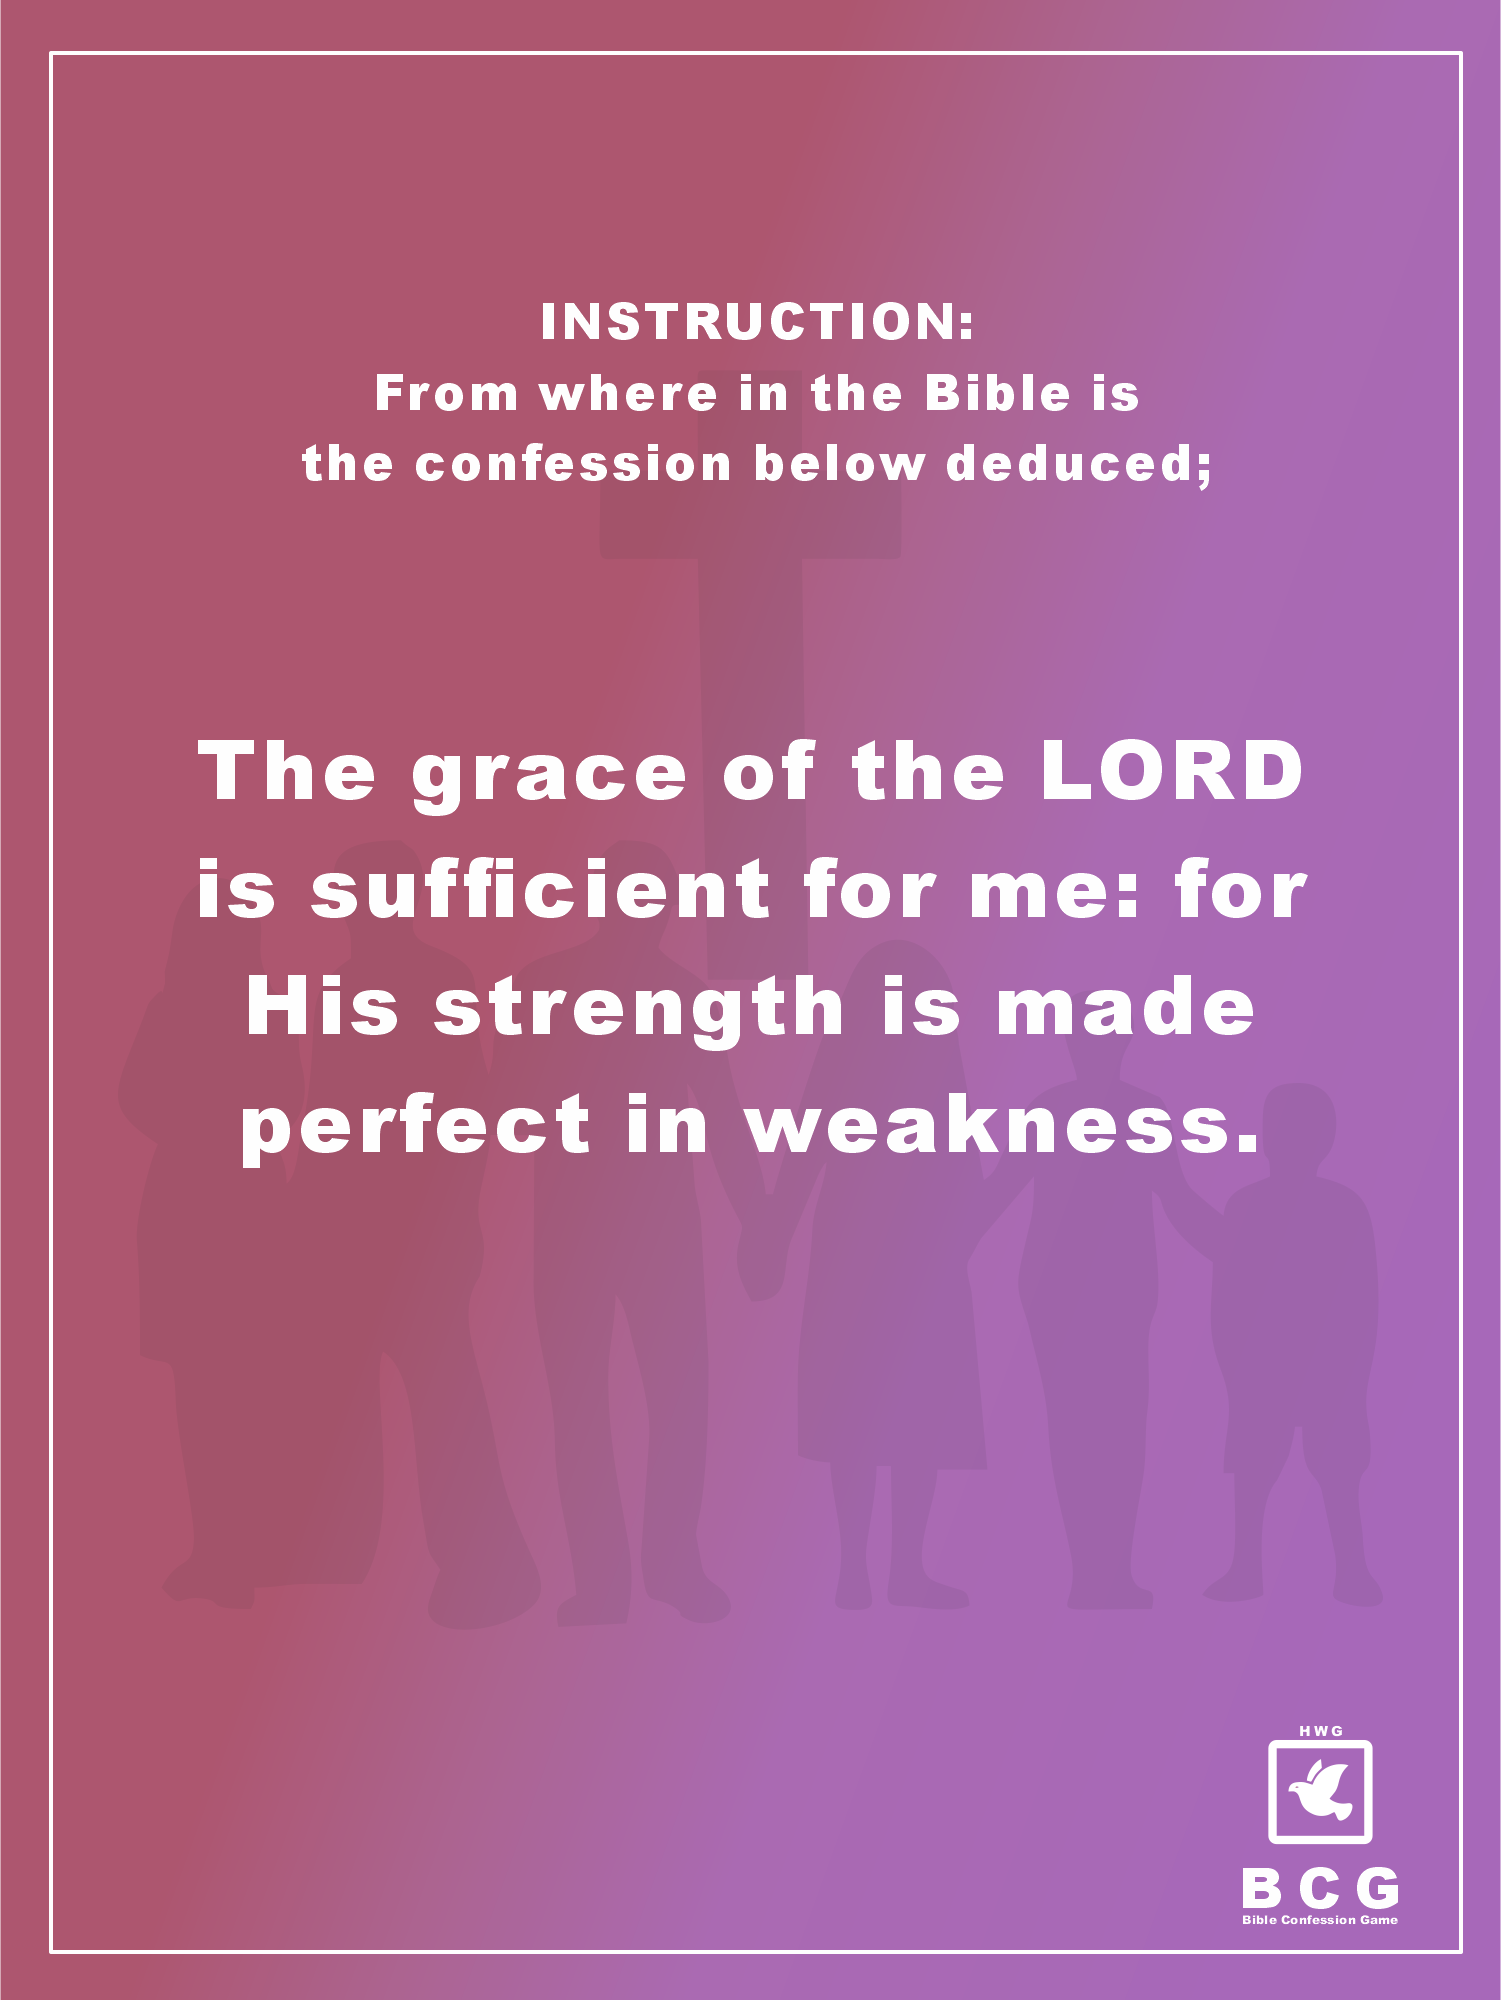 INSTRUCTION:
From where in the Bible is
the confession below deduced;
The grace of the LORD
is sufficient for me: for
His strength is made
perfect in weakness.
HWG
BCG
Bible Confession Game